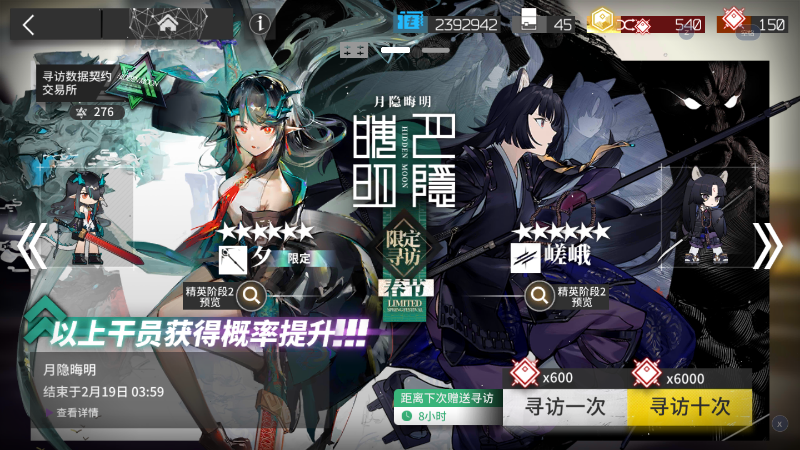 2392942
45
540
150
寻访数据契约
交易所
276
月隐晦明
月隐
晦明
HIDDEN MOON
限定
寻访
春节
LIMITED
夕 限定
嵯峨
精英阶段2
预览
精英阶段2
预览
以上干员获得概率提升!!!
月隐晦明
结束于2月19日 03:59
查看详情
距离下次赠送寻访
8小时
x600
寻访一次
x6000
寻访十次